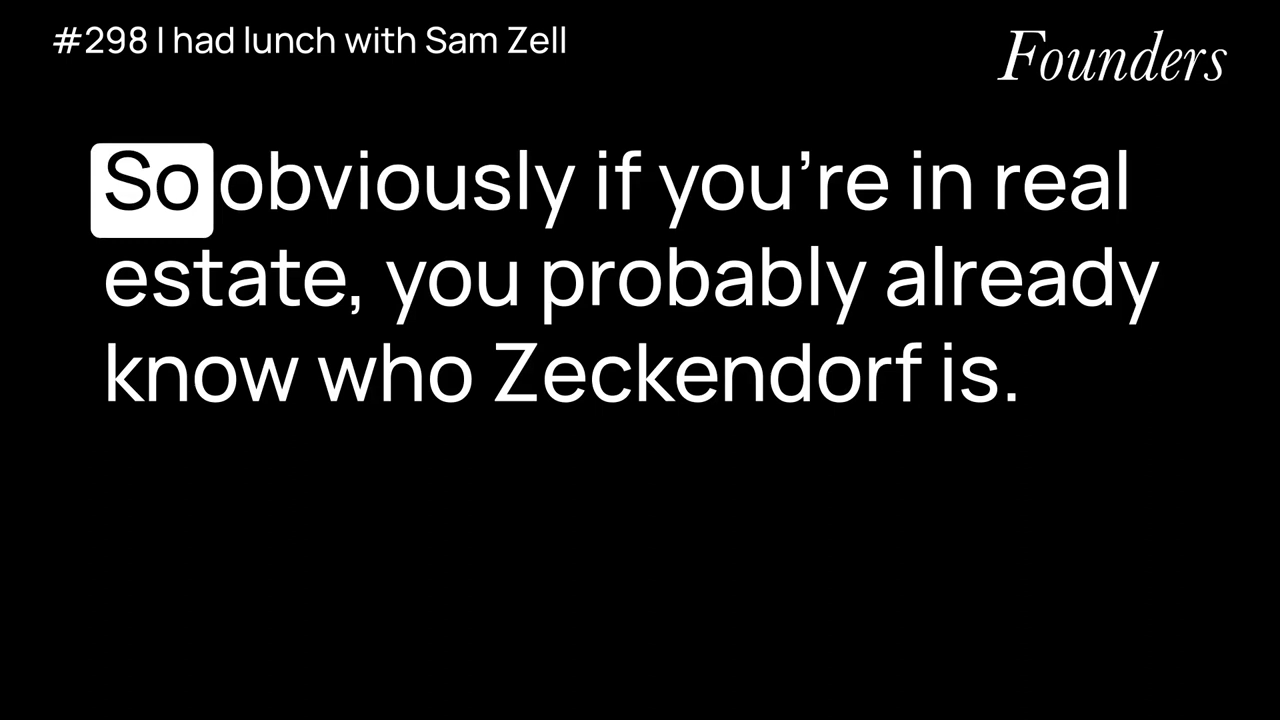 #298 I had lunch with Sam Zell
Founders
So obviously if you’re in real
estate, you probably already
know who Zeckendorf is.